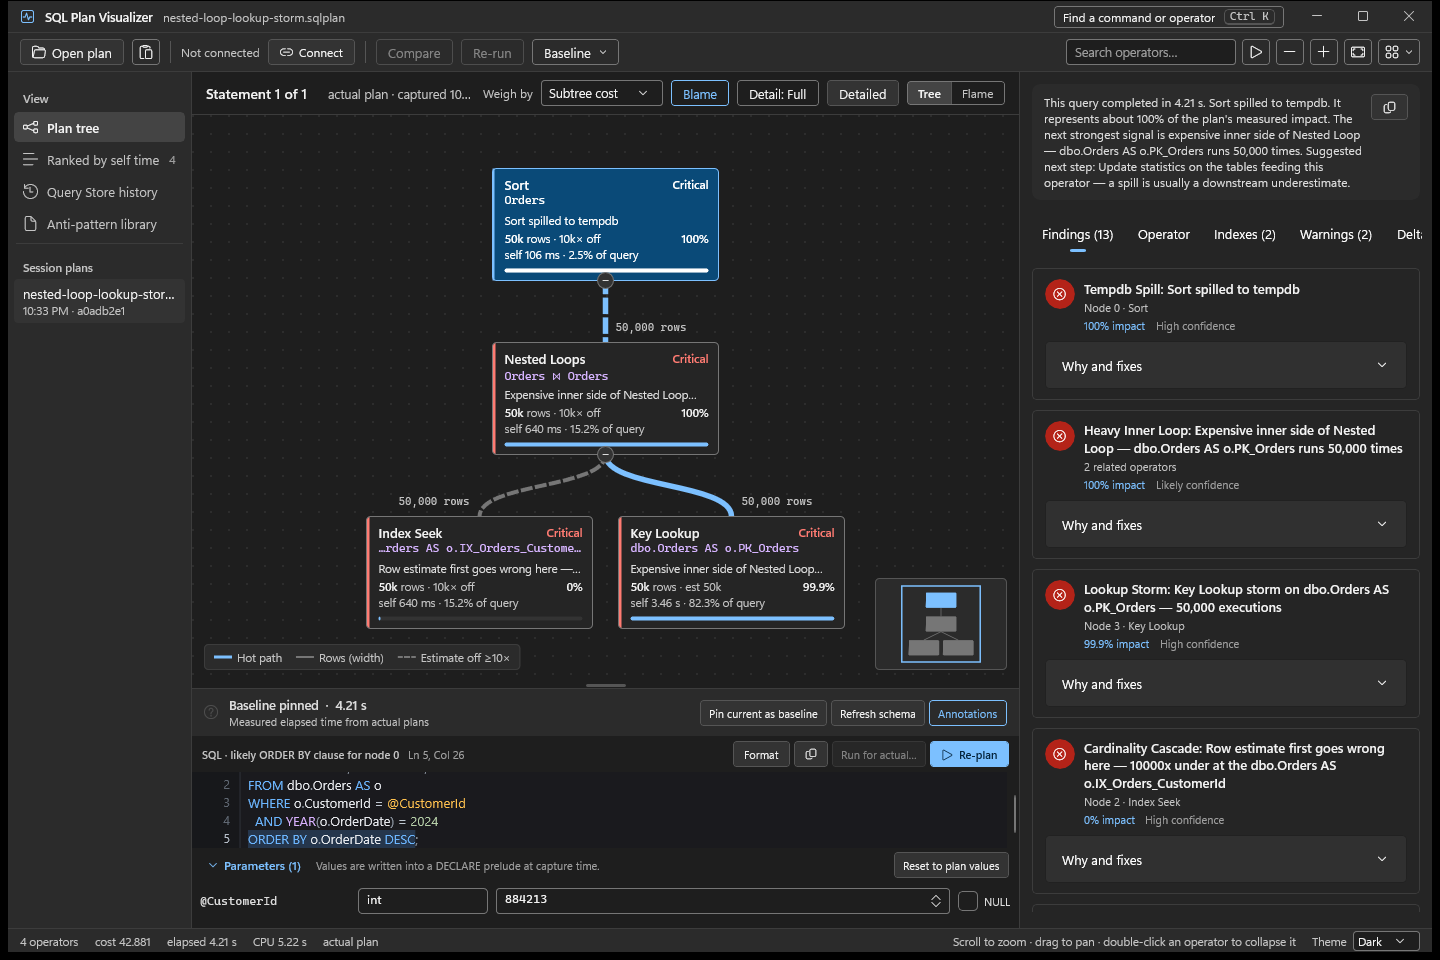 SQL Plan Visualizer nested-loop-lookup-storm.sqlplan
Find a command or operator Ctrl K
Open plan
Not connected
Connect
Compare
Re-run
Baseline
Search operators...
View
Plan tree
Ranked by self time 4
Query Store history
Anti-pattern library
Session plans
nested-loop-lookup-stor...
10:33 PM · a0adb2e1
Statement 1 of 1
actual plan · captured 10...
Weigh by
Subtree cost
Blame
Detail: Full
Detailed
Tree
Flame
Sort Critical
Orders
Sort spilled to tempdb
50k rows · 10k× off 100%
self 106 ms · 2.5% of query
50,000 rows
Nested Loops Critical
Orders ⋈ Orders
Expensive inner side of Nested Loop...
50k rows · 10k× off 100%
self 640 ms · 15.2% of query
50,000 rows
50,000 rows
Index Seek Critical
…rders AS o.IX_Orders_Custome…
Row estimate first goes wrong here —...
50k rows · 10k× off 0%
self 640 ms · 15.2% of query
Key Lookup Critical
dbo.Orders AS o.PK_Orders
Expensive inner side of Nested Loop...
50k rows · est 50k 99.9%
self 3.46 s · 82.3% of query
Hot path
Rows (width)
Estimate off ≥10×
Baseline pinned · 4.21 s
Measured elapsed time from actual plans
Pin current as baseline
Refresh schema
Annotations
SQL · likely ORDER BY clause for node 0 Ln 5, Col 26
Format
Run for actual...
Re-plan
2 FROM dbo.Orders AS o
3 WHERE o.CustomerId = @CustomerId
4 AND YEAR(o.OrderDate) = 2024
5 ORDER BY o.OrderDate DESC;
Parameters (1)
Values are written into a DECLARE prelude at capture time.
Reset to plan values
@CustomerId
int
884213
NULL
This query completed in 4.21 s. Sort spilled to tempdb. It
represents about 100% of the plan's measured impact. The
next strongest signal is expensive inner side of Nested Loop
— dbo.Orders AS o.PK_Orders runs 50,000 times. Suggested
next step: Update statistics on the tables feeding this
operator — a spill is usually a downstream underestimate.
Findings (13)
Operator
Indexes (2)
Warnings (2)
Delt
Tempdb Spill: Sort spilled to tempdb
Node 0 · Sort
100% impact High confidence
Why and fixes
Heavy Inner Loop: Expensive inner side of Nested
Loop — dbo.Orders AS o.PK_Orders runs 50,000 times
2 related operators
100% impact Likely confidence
Why and fixes
Lookup Storm: Key Lookup storm on dbo.Orders AS
o.PK_Orders — 50,000 executions
Node 3 · Key Lookup
99.9% impact High confidence
Why and fixes
Cardinality Cascade: Row estimate first goes wrong
here — 10000x under at the dbo.Orders AS
o.IX_Orders_CustomerId
Node 2 · Index Seek
0% impact High confidence
Why and fixes
4 operators
cost 42.881
elapsed 4.21 s
CPU 5.22 s
actual plan
Scroll to zoom · drag to pan · double-click an operator to collapse it
Theme
Dark